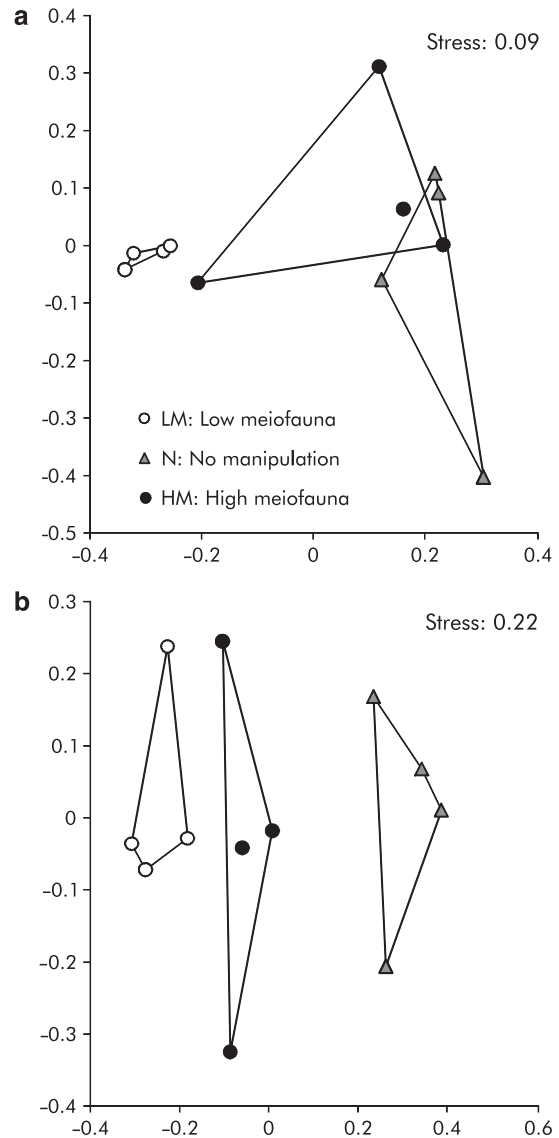 a
Stress: 0.09
0.4
0.3
0.2
0.1
0
–0.1
–0.2
–0.3
–0.4
–0.5
LM: Low meiofauna
N: No manipulation
HM: High meiofauna
–0.4 –0.2 0 0.2 0.4
b
Stress: 0.22
0.3
0.2
0.1
0
–0.1
–0.2
–0.3
–0.4
–0.4 –0.2 0 0.2 0.4 0.6